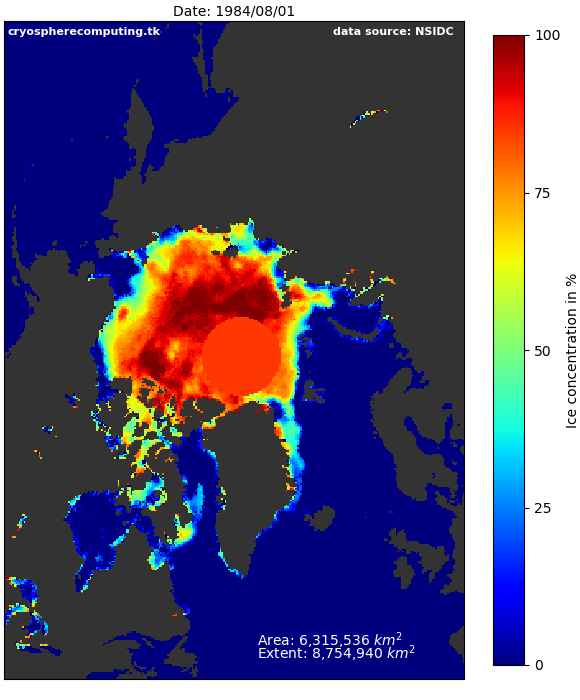 Date: 1984/08/01
cryospherecomputing.tk data source: NSIDC
100
75
50
25
0
Ice concentration in %
Area: 6,315,536 km²
Extent: 8,754,940 km²